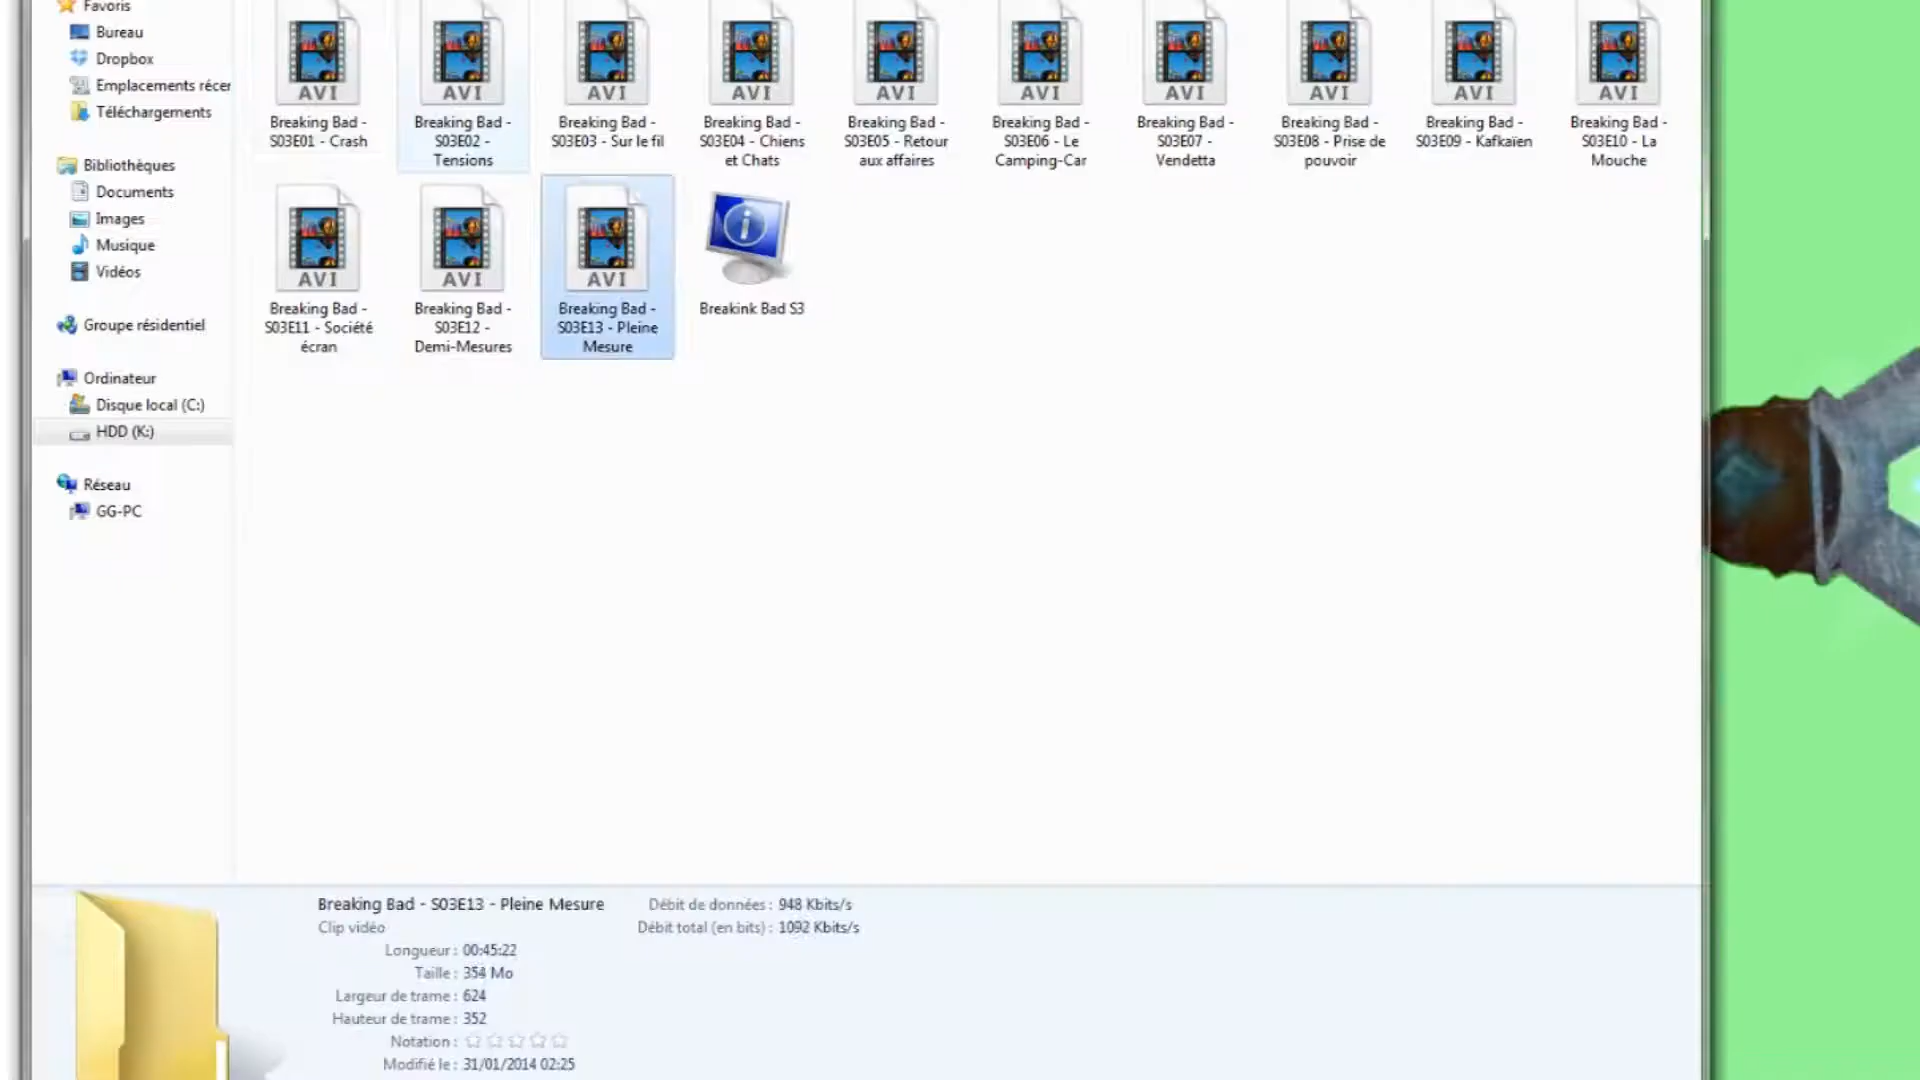 Favoris
Bureau
Dropbox
Emplacements récer
Téléchargements
Bibliothèques
Documents
Images
Musique
Vidéos
Groupe résidentiel
Ordinateur
Disque local (C:)
HDD (K:)
Réseau
GG-PC
AVI
AVI
AVI
AVI
AVI
AVI
AVI
AVI
AVI
AVI
Breaking Bad -
S03E01 - Crash
Breaking Bad -
S03E02 -
Tensions
Breaking Bad -
S03E03 - Sur le fil
Breaking Bad -
S03E04 - Chiens
et Chats
Breaking Bad -
S03E05 - Retour
aux affaires
Breaking Bad -
S03E06 - Le
Camping-Car
Breaking Bad -
S03E07 -
Vendetta
Breaking Bad -
S03E08 - Prise de
pouvoir
Breaking Bad -
S03E09 - Kafkaïen
Breaking Bad -
S03E10 - La
Mouche
AVI
AVI
AVI
Breaking Bad -
S03E11 - Société
écran
Breaking Bad -
S03E12 -
Demi-Mesures
Breaking Bad -
S03E13 - Pleine
Mesure
Breakink Bad S3
Breaking Bad - S03E13 - Pleine Mesure
Clip vidéo
Longueur : 00:45:22
Taille : 354 Mo
Largeur de trame : 624
Hauteur de trame : 352
Notation :
Modifié le : 31/01/2014 02:25
Débit de données : 948 Kbits/s
Débit total (en bits) : 1092 Kbits/s